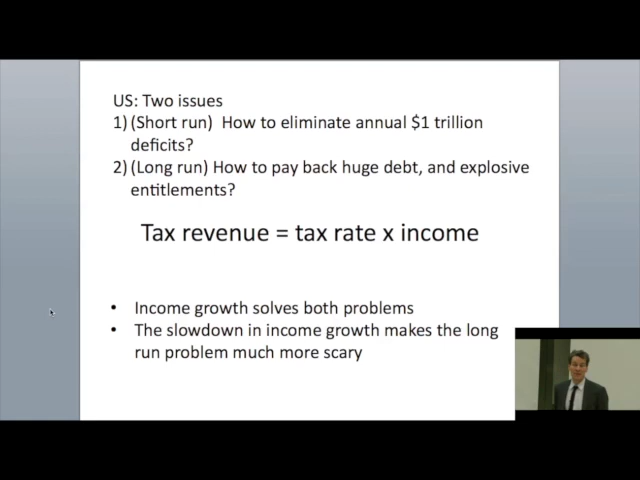 US: Two issues
1) (Short run)  How to eliminate annual $1 trillion
deficits?
2) (Long run) How to pay back huge debt, and explosive
entitlements?
Tax revenue = tax rate x income
• Income growth solves both problems
• The slowdown in income growth makes the long
run problem much more scary